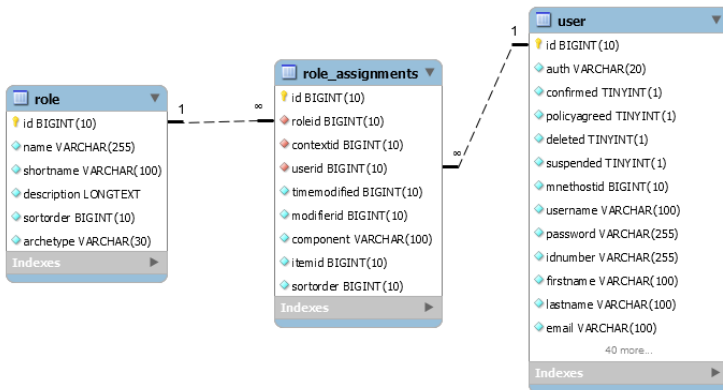 role
id BIGINT(10)
name VARCHAR(255)
shortname VARCHAR(100)
description LONGTEXT
sortorder BIGINT(10)
archetype VARCHAR(30)
Indexes
1
∞
role_assignments
id BIGINT(10)
roleid BIGINT(10)
contextid BIGINT(10)
userid BIGINT(10)
timemodified BIGINT(10)
modifierid BIGINT(10)
component VARCHAR(100)
itemid BIGINT(10)
sortorder BIGINT(10)
Indexes
∞
1
user
id BIGINT(10)
auth VARCHAR(20)
confirmed TINYINT(1)
policyagreed TINYINT(1)
deleted TINYINT(1)
suspended TINYINT(1)
mnethostid BIGINT(10)
username VARCHAR(100)
password VARCHAR(255)
idnumber VARCHAR(255)
firstname VARCHAR(100)
lastname VARCHAR(100)
email VARCHAR(100)
40 more...
Indexes